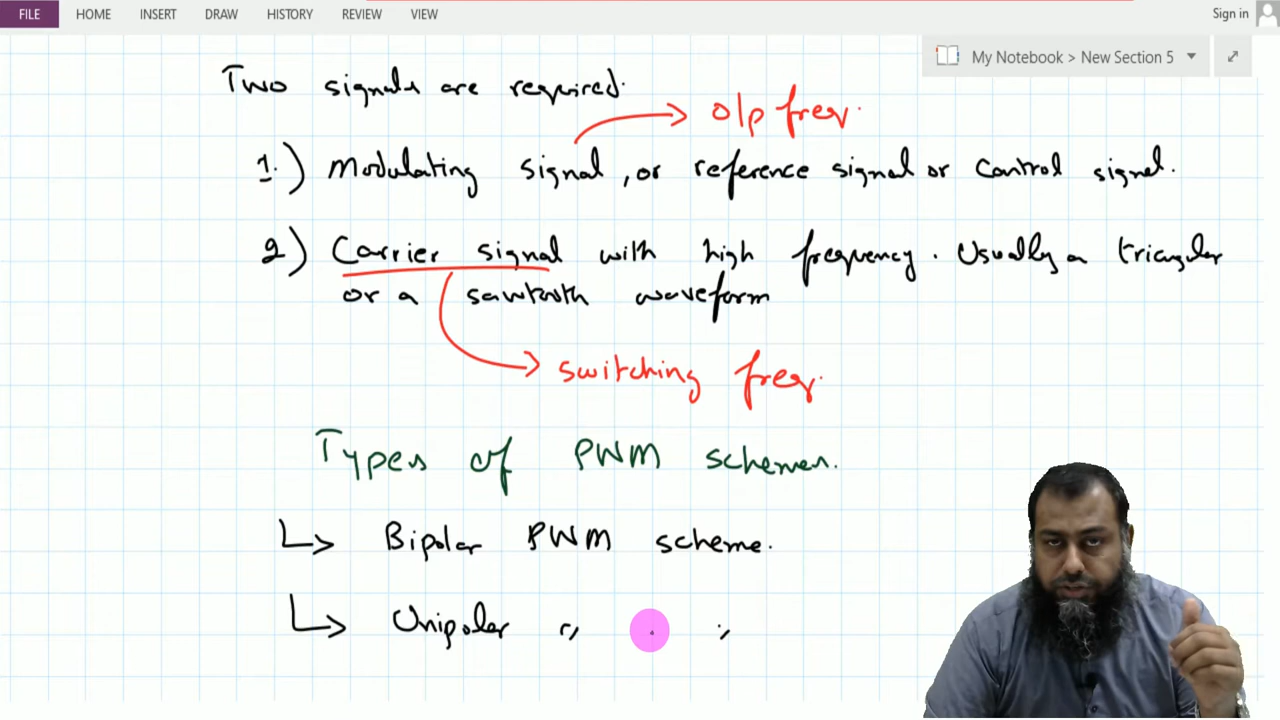 FILE HOME INSERT DRAW HISTORY REVIEW VIEW Sign in
My Notebook > New Section 5
Two signals are required.
o/p freq.
1.) Modulating signal, or reference signal or control signal.
2) Carrier signal with high frequency. Usually a triangular
or a sawtooth waveform
switching freq.
Types of PWM schemes.
Bipolar PWM scheme.
Unipolar " " "